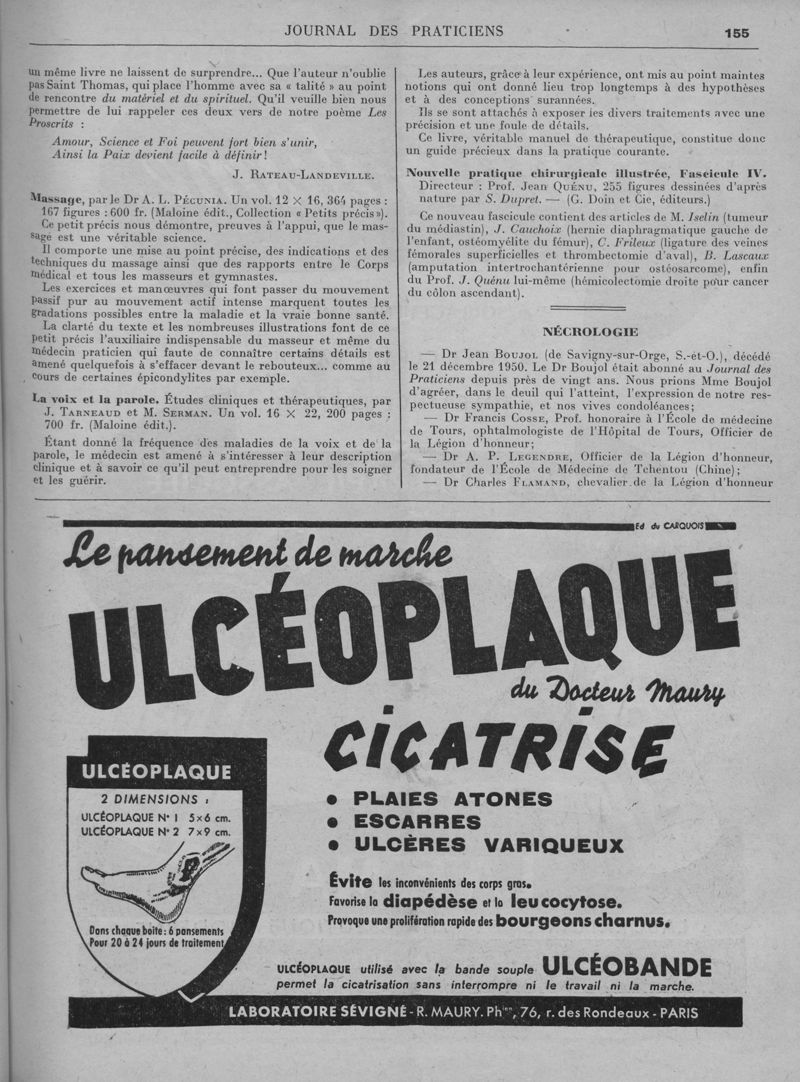 JOURNAL DES PRATICIENS
155
un même livre ne laissent de surprendre... Que l'auteur n'oublie
pas Saint Thomas, qui place l'homme avec sa « talité » au point
de rencontre du matériel et du spirituel. Qu'il veuille bien nous
permettre de lui rappeler ces deux vers de notre poème Les
Proscrits :
Amour, Science et Foi peuvent fort bien s'unir,
Ainsi la Paix devient facile à définir !
J. RATEAU-LANDEVILLE.
Massage, par le Dr A. L. PÉCUNIA. Un vol. 12 X 16, 364 pages :
167 figures : 600 fr. (Maloine édit., Collection « Petits précis »).
Ce petit précis nous démontre, preuves à l'appui, que le mas-
sage est une véritable science.
Il comporte une mise au point précise, des indications et des
techniques du massage ainsi que des rapports entre le Corps
médical et tous les masseurs et gymnastes.
Les exercices et manœuvres qui font passer du mouvement
passif pur au mouvement actif intense marquent toutes les
gradations possibles entre la maladie et la vraie bonne santé.
La clarté du texte et les nombreuses illustrations font de ce
petit précis l'auxiliaire indispensable du masseur et même du
médecin praticien qui faute de connaître certains détails est
amené quelquefois à s'effacer devant le rebouteux... comme au
cours de certaines épicondylites par exemple.
La voix et la parole. Études cliniques et thérapeutiques, par
J. TARNEAUD et M. SERMAN. Un vol. 16 X 22, 200 pages :
700 fr. (Maloine édit.).
Étant donné la fréquence des maladies de la voix et de la
parole, le médecin est amené à s'intéresser à leur description
clinique et à savoir ce qu'il peut entreprendre pour les soigner
et les guérir.
Les auteurs, grâce à leur expérience, ont mis au point maintes
notions qui ont donné lieu trop longtemps à des hypothèses
et à des conceptions surannées.
Ils se sont attachés à exposer les divers traitements avec une
précision et une foule de détails.
Ce livre, véritable manuel de thérapeutique, constitue donc
un guide précieux dans la pratique courante.
Nouvelle pratique chirurgicale illustrée, Fascicule IV.
Directeur : Prof. Jean QUÉNU, 255 figures dessinées d'après
nature par S. Dupret. — (G. Doin et Cie, éditeurs.)
Ce nouveau fascicule contient des articles de M. Iselin (tumeur
du médiastin), J. Cauchoix (hernie diaphragmatique gauche de
l'enfant, ostéomyélite du fémur), C. Frileux (ligature des veines
fémorales superficielles et thrombectomie d'aval), B. Lascaux
(amputation intertrochantérienne pour ostéosarcome), enfin
du Prof. J. Quénu lui-même (hémicolectomie droite pour cancer
du côlon ascendant).
NÉCROLOGIE
— Dr Jean BOUJOL (de Savigny-sur-Orge, S.-et-O.), décédé
le 21 décembre 1950. Le Dr Boujol était abonné au Journal des
Praticiens depuis près de vingt ans. Nous prions Mme Boujol
d'agréer, dans le deuil qui l'atteint, l'expression de notre res-
pectueuse sympathie, et nos vives condoléances ;
— Dr Francis COSSE, Prof. honoraire à l'École de médecine
de Tours, ophtalmologiste de l'Hôpital de Tours, Officier de
la Légion d'honneur ;
— Dr A. P. LEGENDRE, Officier de la Légion d'honneur,
fondateur de l'École de Médecine de Tchentou (Chine) ;
— Dr Charles FLAMAND, chevalier de la Légion d'honneur
Ed du CARQUOIS
Le pansement de marche
ULCÉOPLAQUE
du Docteur Maury
CICATRISE
• PLAIES ATONES
• ESCARRES
• ULCÈRES VARIQUEUX
Évite les inconvénients des corps gras.
Favorise la diapédèse et la leucocytose.
Provoque une prolifération rapide des bourgeons charnus.
ULCÉOPLAQUE
2 DIMENSIONS :
ULCÉOPLAQUE N° 1 5x6 cm.
ULCÉOPLAQUE N° 2 7x9 cm.
Dans chaque boite : 6 pansements
Pour 20 à 24 jours de traitement
ULCÉOPLAQUE utilisé avec la bande souple ULCÉOBANDE
permet la cicatrisation sans interrompre ni le travail ni la marche.
LABORATOIRE SÉVIGNÉ - R. MAURY. Phien, 76, r. des Rondeaux - PARIS